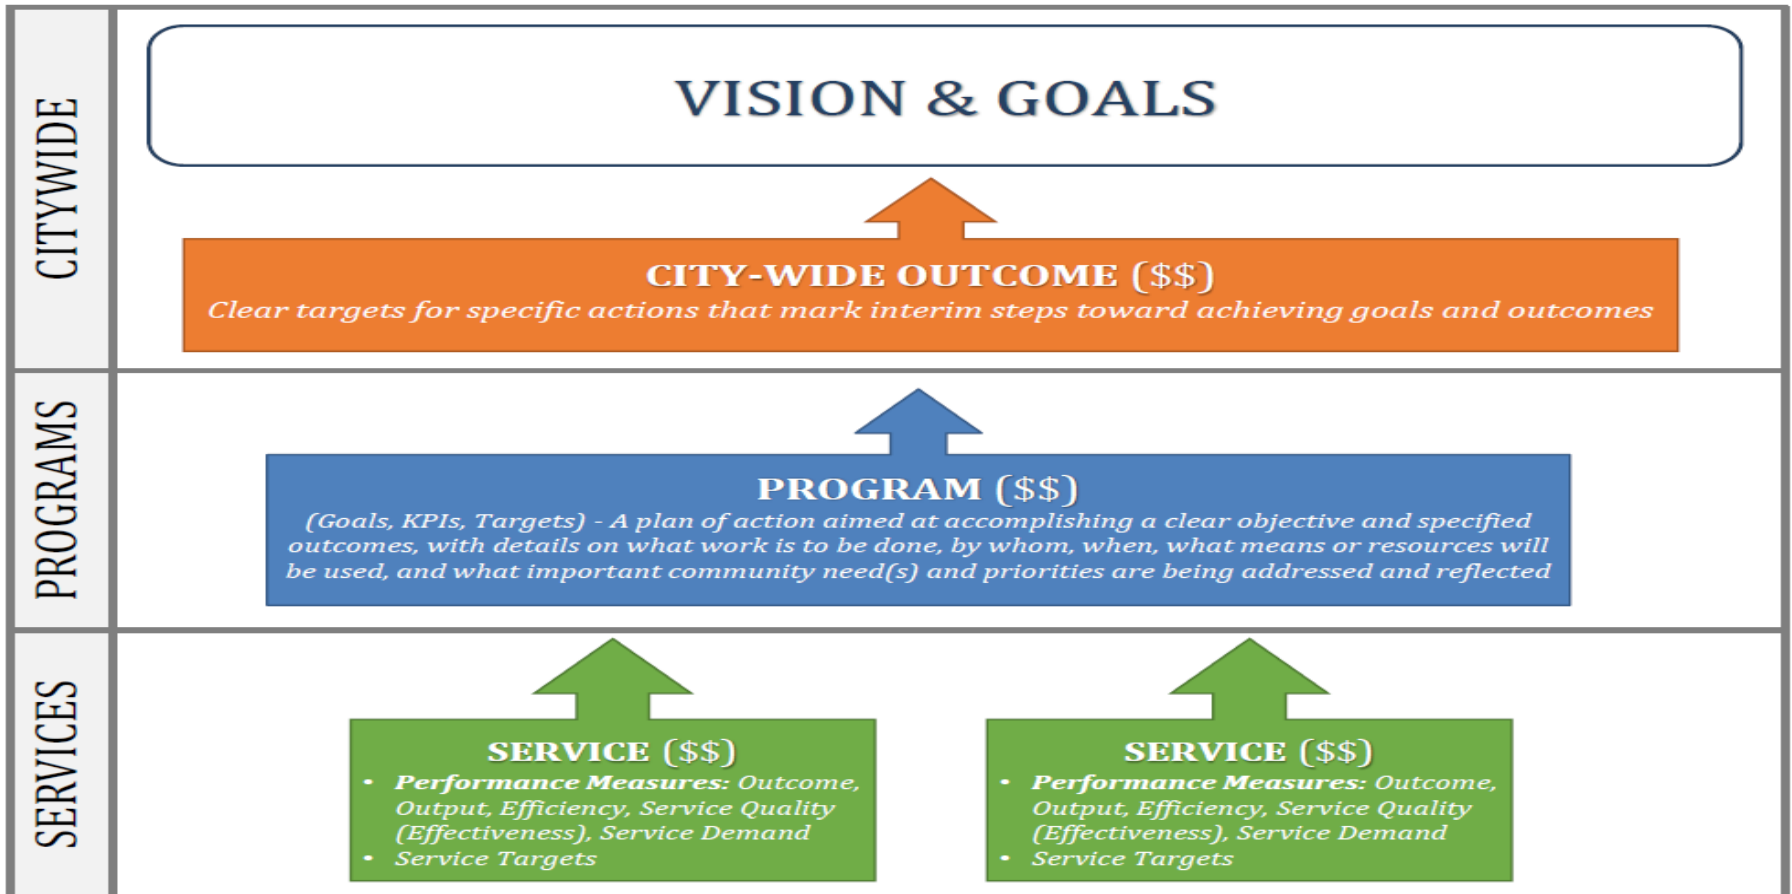 CITYWIDE
VISION & GOALS
CITY-WIDE OUTCOME ($$)
Clear targets for specific actions that mark interim steps toward achieving goals and outcomes
PROGRAMS
PROGRAM ($$)
(Goals, KPIs, Targets) - A plan of action aimed at accomplishing a clear objective and specified
outcomes, with details on what work is to be done, by whom, when, what means or resources will
be used, and what important community need(s) and priorities are being addressed and reflected
SERVICES
SERVICE ($$)
• Performance Measures: Outcome,
Output, Efficiency, Service Quality
(Effectiveness), Service Demand
• Service Targets
SERVICE ($$)
• Performance Measures: Outcome,
Output, Efficiency, Service Quality
(Effectiveness), Service Demand
• Service Targets